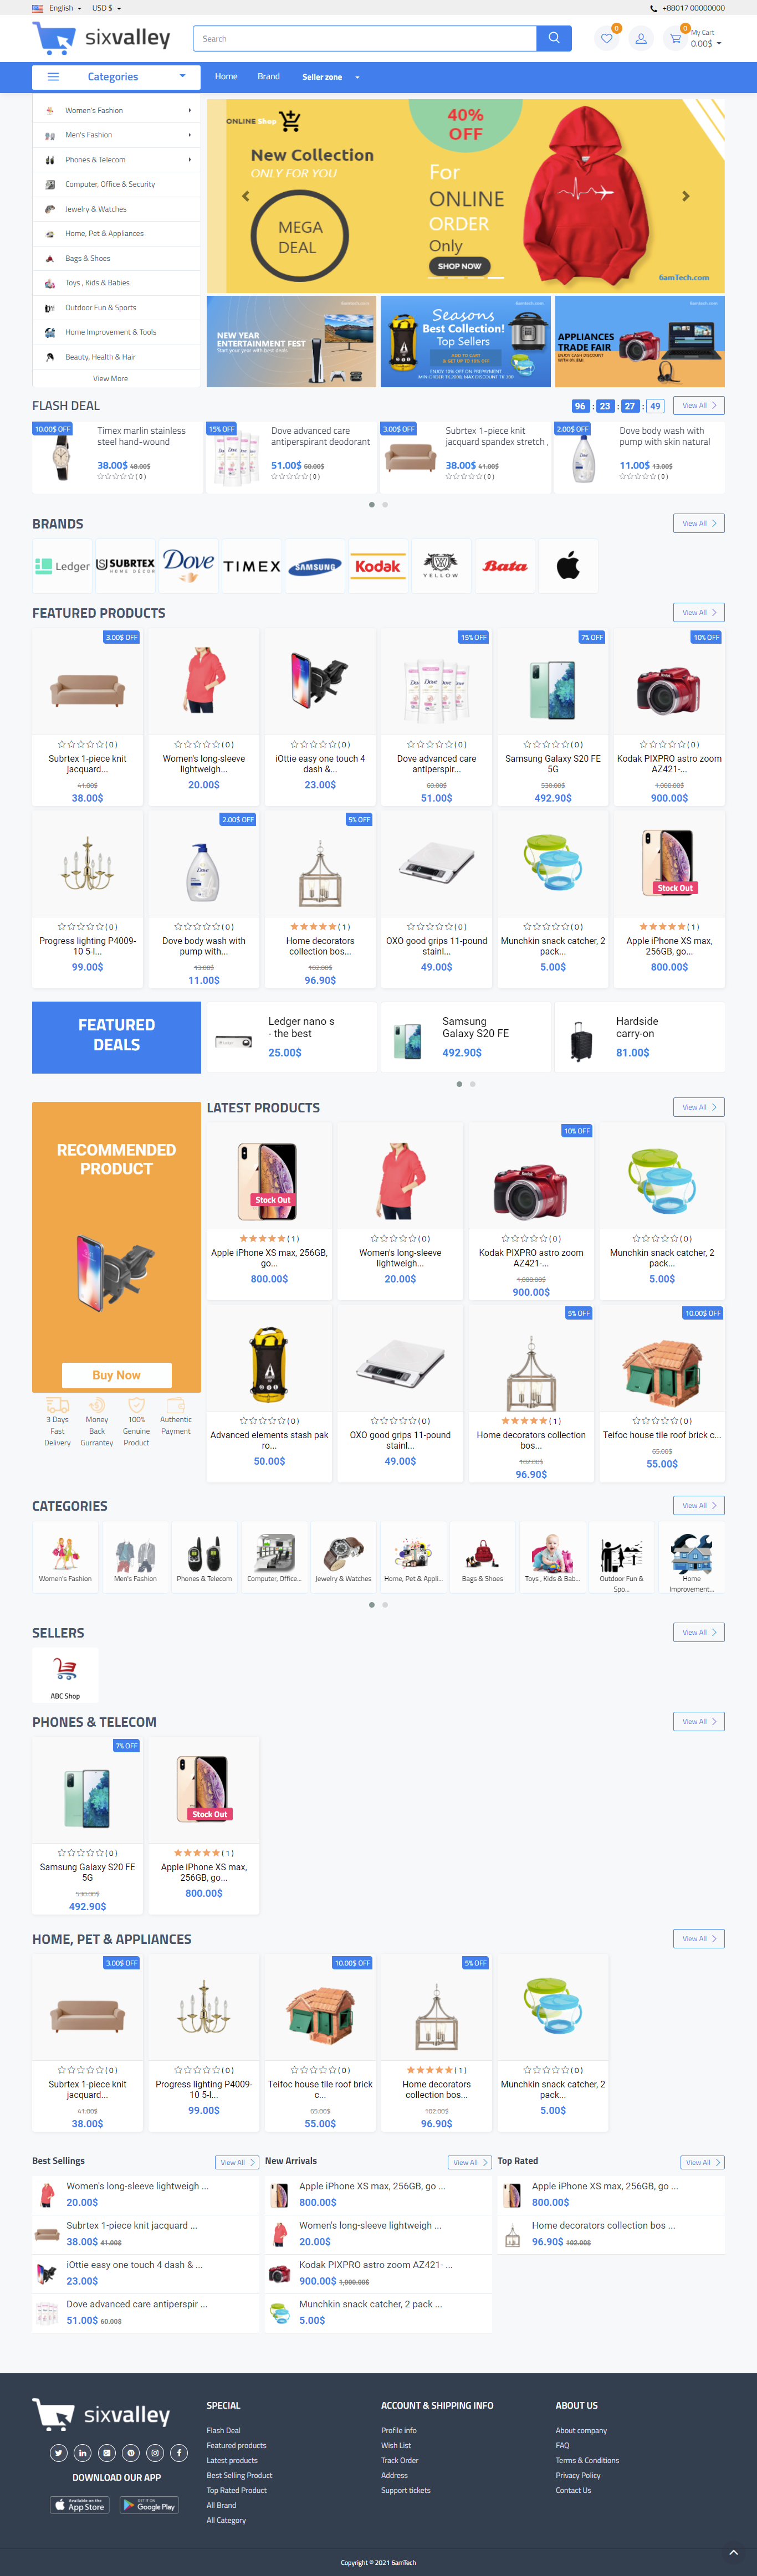 English
USD $
+88017 00000000
sixvalley
Search
0
0
My Cart
0.00$
Categories
Home
Brand
Seller zone
Women's Fashion
Men's Fashion
Phones & Telecom
Computer, Office & Security
Jewelry & Watches
Home, Pet & Appliances
Bags & Shoes
Toys , Kids & Babies
Outdoor Fun & Sports
Home Improvement & Tools
Beauty, Health & Hair
View More
ONLINE Shop
New Collection
ONLY FOR YOU
MEGA
DEAL
40%
OFF
For
ONLINE
ORDER
Only
SHOP NOW
6amTech.com
NEW YEAR
ENTERTAINMENT FEST
Start your year with best deals
Seasons
Best Collection!
Top Sellers
APPLIANCES
TRADE FAIR
FLASH DEAL
96 : 23 : 27 : 49
View All
10.00$ OFF
Timex marlin stainless
steel hand-wound
38.00$ 48.00$
( 0 )
15% OFF
Dove advanced care
antiperspirant deodorant
51.00$ 60.00$
( 0 )
3.00$ OFF
Subrtex 1-piece knit
jacquard spandex stretch ,
38.00$ 41.00$
( 0 )
2.00$ OFF
Dove body wash with
pump with skin natural
11.00$ 13.00$
( 0 )
BRANDS
View All
Ledger
SUBRTEX
HOME DECOR
Dove
TIMEX
SAMSUNG
Kodak
YELLOW
Bata
FEATURED PRODUCTS
View All
3.00$ OFF
( 0 )
Subrtex 1-piece knit
jacquard...
41.00$
38.00$
( 0 )
Women's long-sleeve
lightweigh...
20.00$
( 0 )
iOttie easy one touch 4
dash &...
23.00$
15% OFF
( 0 )
Dove advanced care
antiperspir...
60.00$
51.00$
7% OFF
( 0 )
Samsung Galaxy S20 FE
5G
530.00$
492.90$
10% OFF
( 0 )
Kodak PIXPRO astro zoom
AZ421-...
1,000.00$
900.00$
( 0 )
Progress lighting P4009-
10 5-l...
99.00$
2.00$ OFF
( 0 )
Dove body wash with
pump with...
13.00$
11.00$
5% OFF
( 1 )
Home decorators
collection bos...
102.00$
96.90$
( 0 )
OXO good grips 11-pound
stainl...
49.00$
( 0 )
Munchkin snack catcher, 2
pack...
5.00$
Stock Out
( 1 )
Apple iPhone XS max,
256GB, go...
800.00$
FEATURED
DEALS
Ledger nano s
- the best
25.00$
Samsung
Galaxy S20 FE
492.90$
Hardside
carry-on
81.00$
RECOMMENDED
PRODUCT
Buy Now
3 Days
Fast
Delivery
Money
Back
Gurrantey
100%
Genuine
Product
Authentic
Payment
LATEST PRODUCTS
View All
Stock Out
( 1 )
Apple iPhone XS max, 256GB,
go...
800.00$
( 0 )
Women's long-sleeve
lightweigh...
20.00$
10% OFF
( 0 )
Kodak PIXPRO astro zoom
AZ421-...
1,000.00$
900.00$
( 0 )
Munchkin snack catcher, 2
pack...
5.00$
( 0 )
Advanced elements stash pak
ro...
50.00$
( 0 )
OXO good grips 11-pound
stainl...
49.00$
5% OFF
( 1 )
Home decorators collection
bos...
102.00$
96.90$
10.00$ OFF
( 0 )
Teifoc house tile roof brick c...
65.00$
55.00$
CATEGORIES
View All
Women's Fashion
Men's Fashion
Phones & Telecom
Computer, Office...
Jewelry & Watches
Home, Pet & Appli...
Bags & Shoes
Toys , Kids & Bab...
Outdoor Fun &
Spo...
Home
Improvement...
SELLERS
View All
ABC Shop
PHONES & TELECOM
View All
7% OFF
( 0 )
Samsung Galaxy S20 FE
5G
530.00$
492.90$
Stock Out
( 1 )
Apple iPhone XS max,
256GB, go...
800.00$
HOME, PET & APPLIANCES
View All
3.00$ OFF
( 0 )
Subrtex 1-piece knit
jacquard...
41.00$
38.00$
( 0 )
Progress lighting P4009-
10 5-l...
99.00$
10.00$ OFF
( 0 )
Teifoc house tile roof brick
c...
65.00$
55.00$
5% OFF
( 1 )
Home decorators
collection bos...
102.00$
96.90$
( 0 )
Munchkin snack catcher, 2
pack...
5.00$
Best Sellings
View All
Women's long-sleeve lightweigh ...
20.00$
Subrtex 1-piece knit jacquard ...
38.00$ 41.00$
iOttie easy one touch 4 dash & ...
23.00$
Dove advanced care antiperspir ...
51.00$ 60.00$
New Arrivals
View All
Apple iPhone XS max, 256GB, go ...
800.00$
Women's long-sleeve lightweigh ...
20.00$
Kodak PIXPRO astro zoom AZ421- ...
900.00$ 1,000.00$
Munchkin snack catcher, 2 pack ...
5.00$
Top Rated
View All
Apple iPhone XS max, 256GB, go ...
800.00$
Home decorators collection bos ...
96.90$ 102.00$
sixvalley
DOWNLOAD OUR APP
Available on the
App Store
GET IT ON
Google Play
SPECIAL
Flash Deal
Featured products
Latest products
Best Selling Product
Top Rated Product
All Brand
All Category
ACCOUNT & SHIPPING INFO
Profile info
Wish List
Track Order
Address
Support tickets
ABOUT US
About company
FAQ
Terms & Conditions
Privacy Policy
Contact Us
Copyright © 2021 6amTech